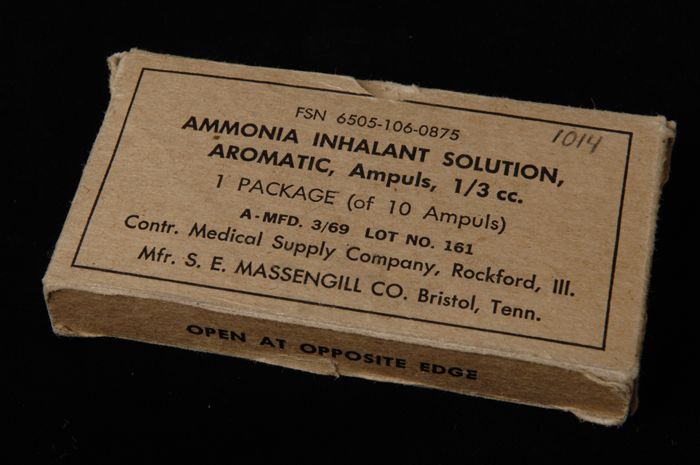 FSN 6505-106-0875
1014
AMMONIA INHALANT SOLUTION,
AROMATIC, Ampuls, 1/3 cc.
1 PACKAGE (of 10 Ampuls)
A-MFD. 3/69 LOT NO. 161
Contr. Medical Supply Company, Rockford, Ill.
Mfr. S. E. MASSENGILL CO. Bristol, Tenn.
OPEN AT OPPOSITE EDGE